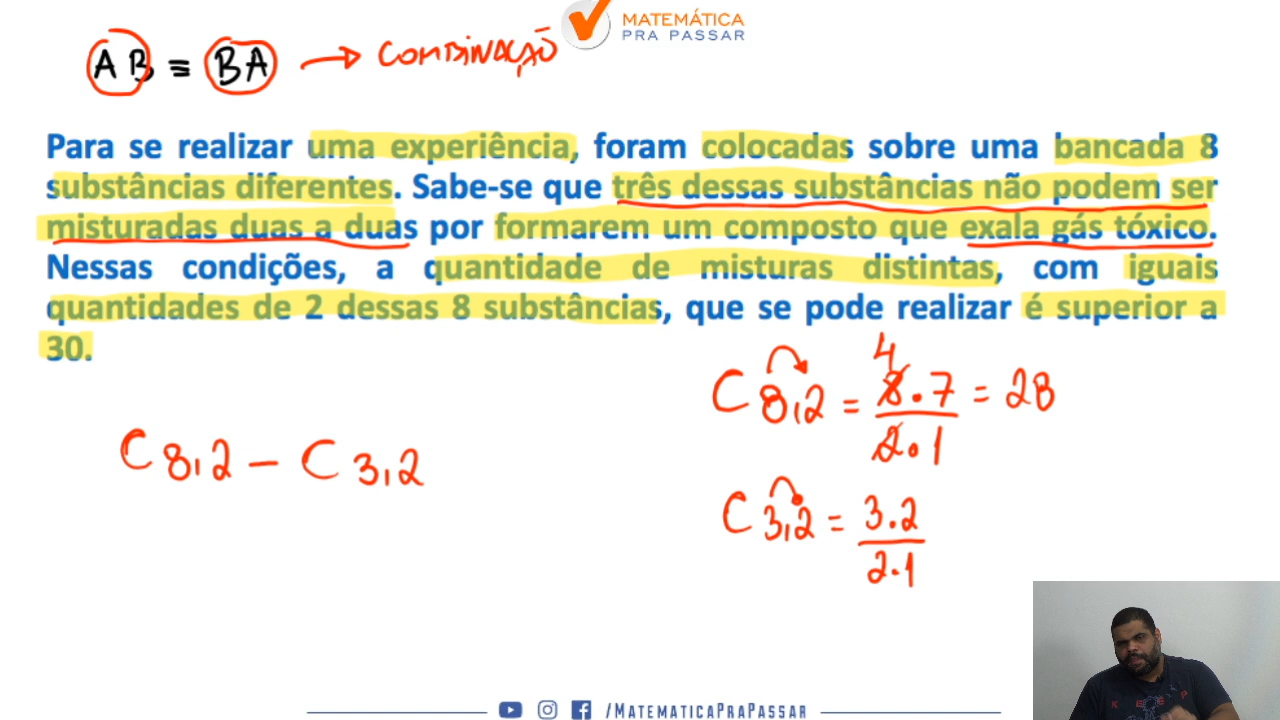 MATEMÁTICA
PRA PASSAR
AB ≡ BA → COMBINAÇÃO
Para se realizar uma experiência, foram colocadas sobre uma bancada 8
substâncias diferentes. Sabe-se que três dessas substâncias não podem ser
misturadas duas a duas por formarem um composto que exala gás tóxico.
Nessas condições, a quantidade de misturas distintas, com iguais
quantidades de 2 dessas 8 substâncias, que se pode realizar é superior a
30.
C8,2 = 8.7/2.1 = 28
4
C8,2 – C3,2
C3,2 = 3.2/2.1
/MATEMATICAPRAPASSAR